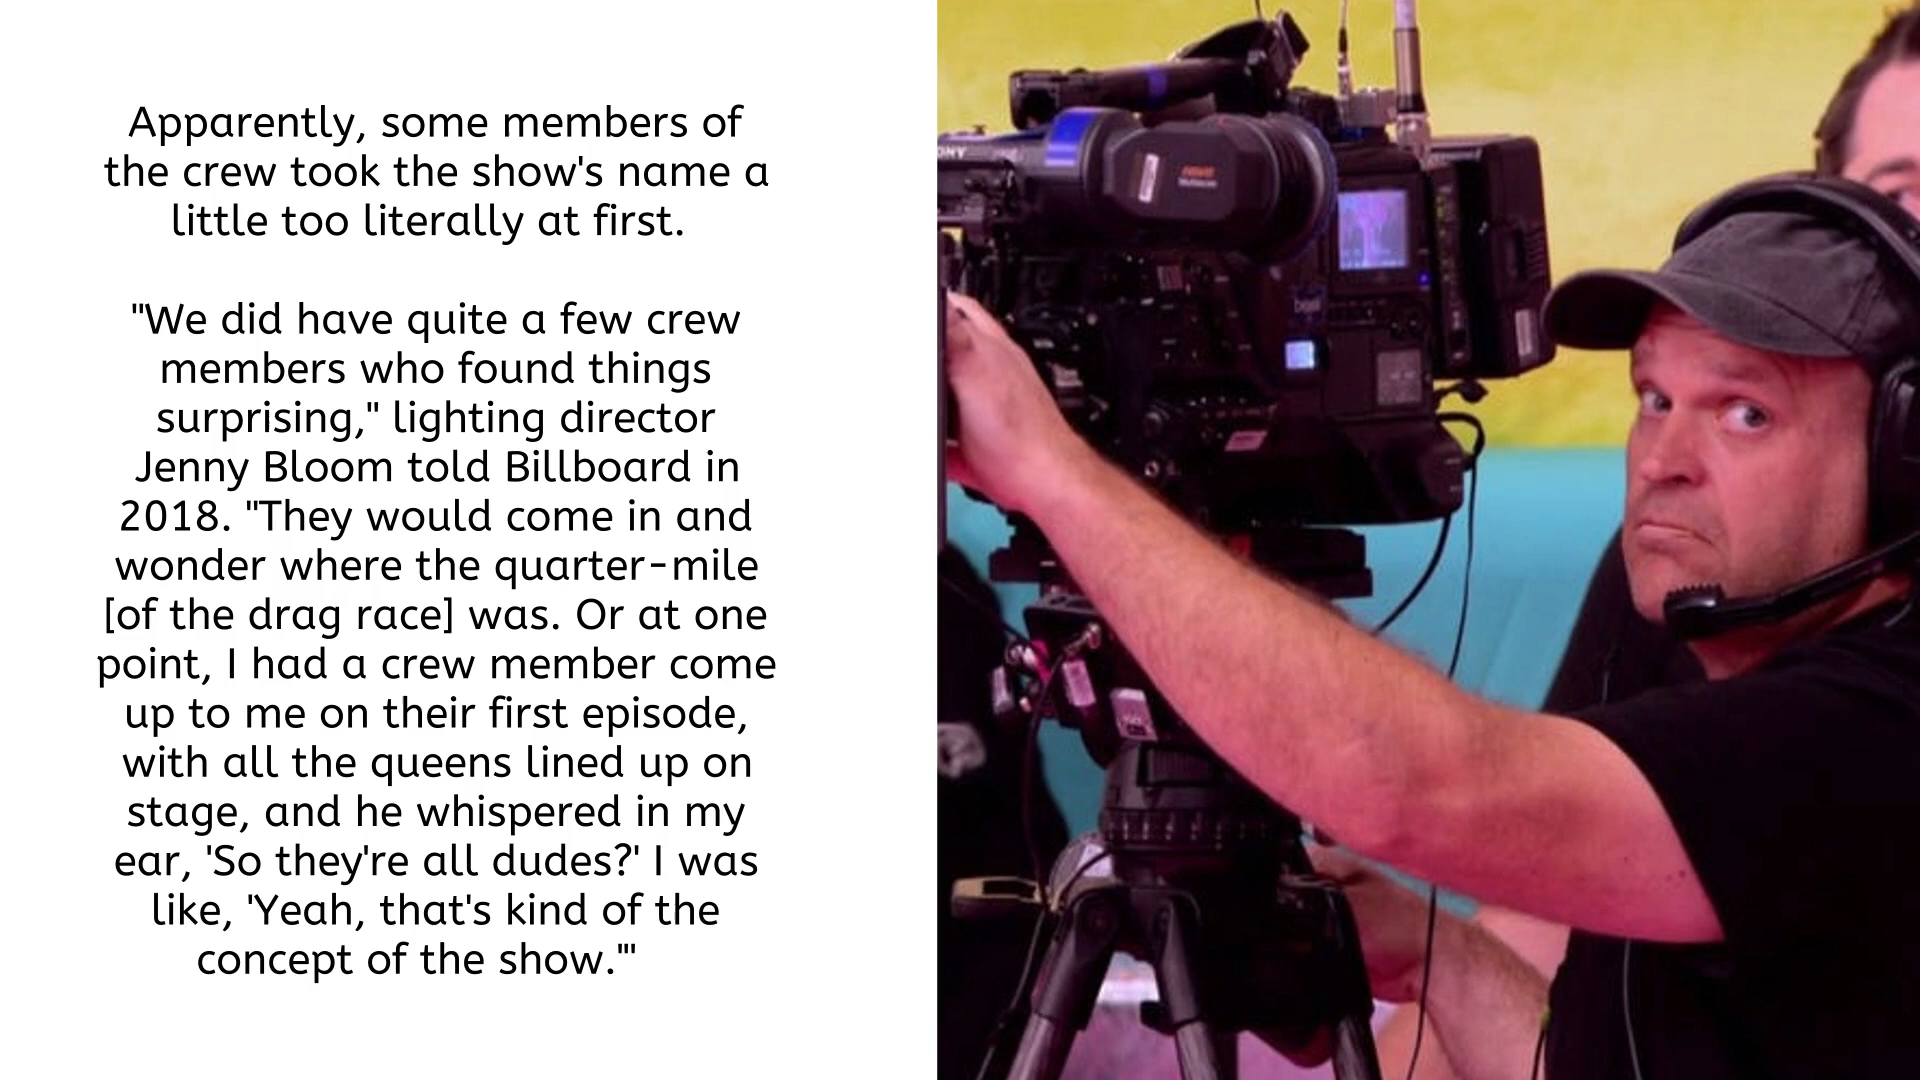 Apparently, some members of
the crew took the show's name a
little too literally at first.
"We did have quite a few crew
members who found things
surprising," lighting director
Jenny Bloom told Billboard in
2018. "They would come in and
wonder where the quarter-mile
[of the drag race] was. Or at one
point, I had a crew member come
up to me on their first episode,
with all the queens lined up on
stage, and he whispered in my
ear, 'So they're all dudes?' I was
like, 'Yeah, that's kind of the
concept of the show.'"